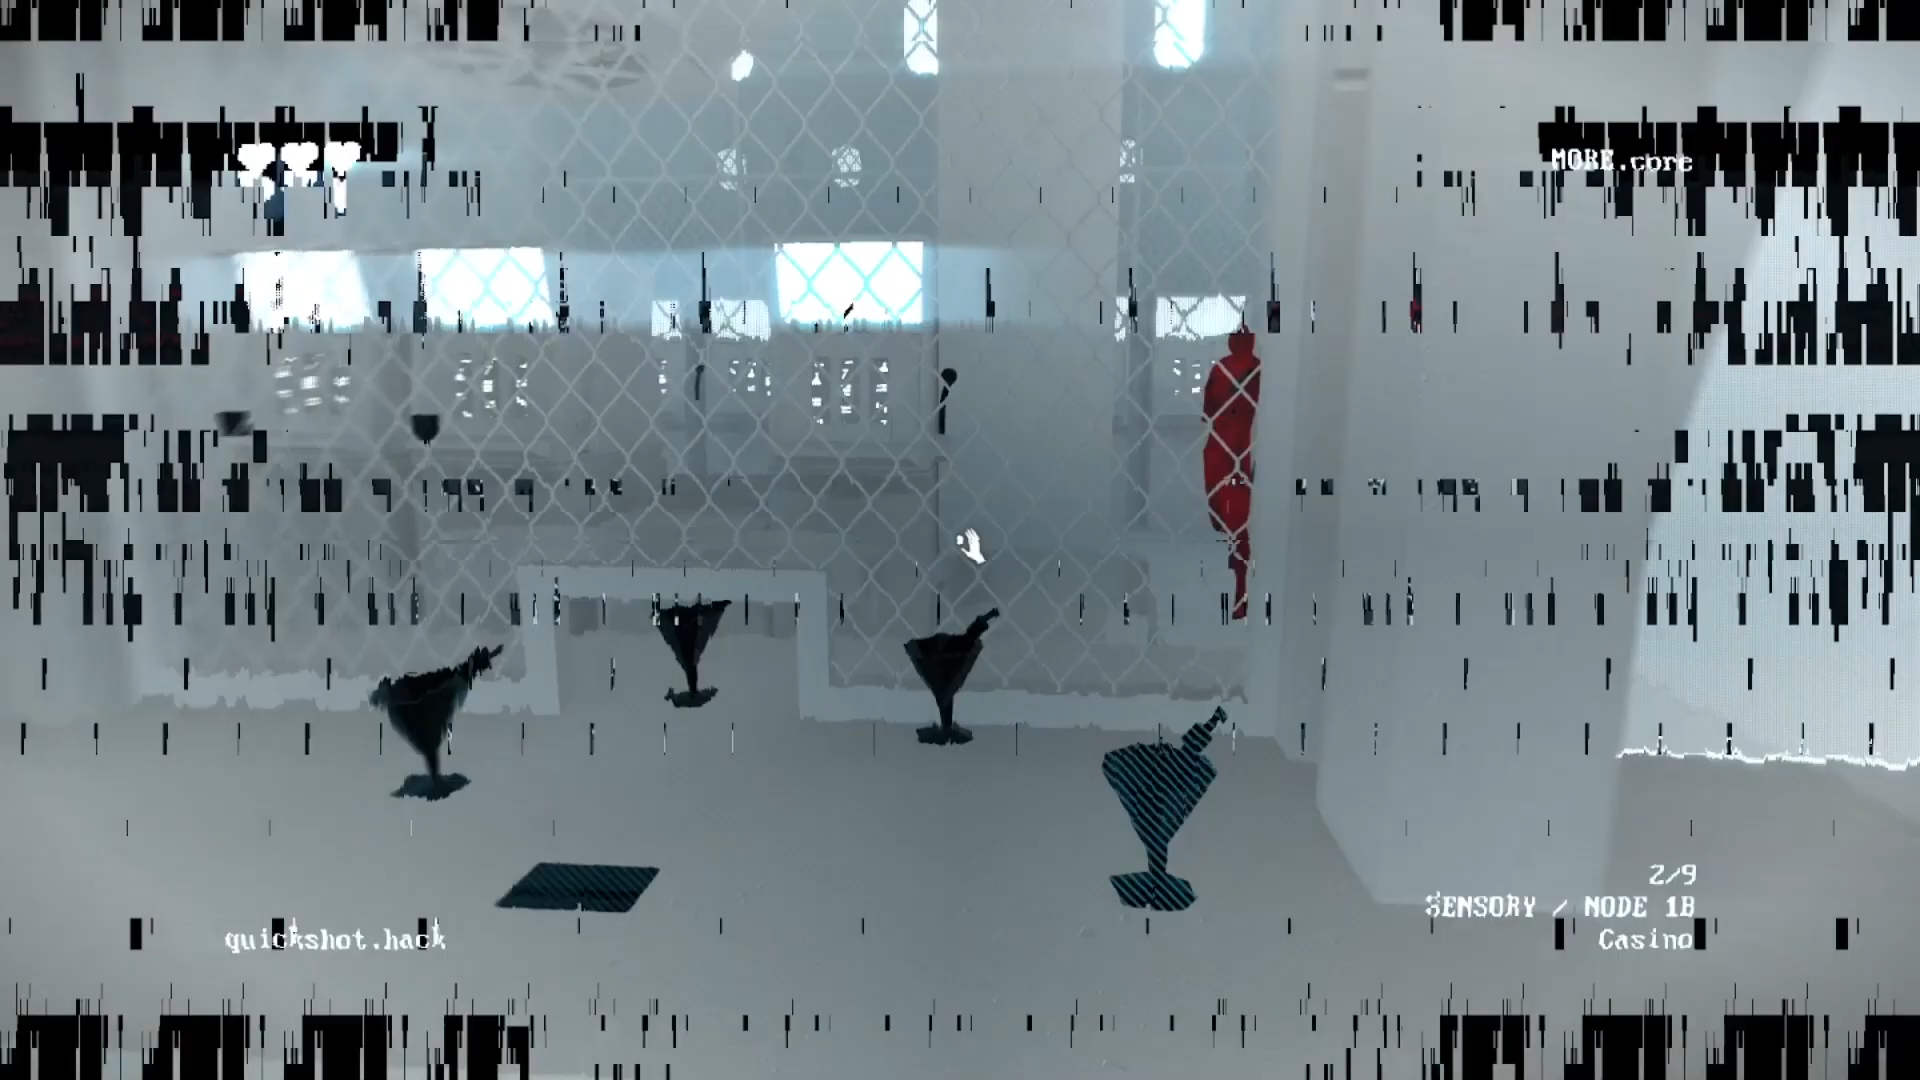 MORE.core
2/9
SENSORY / NODE 1B
quickshot.hack
Casino